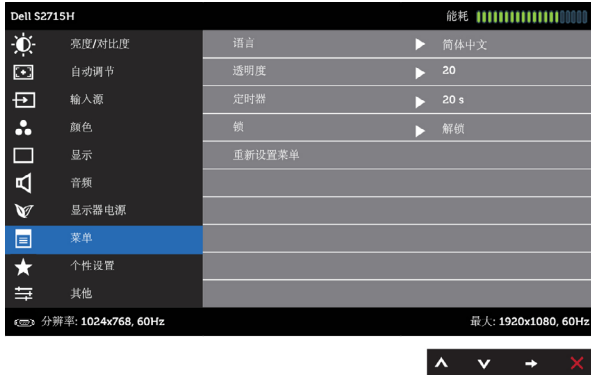 Dell S2715H 能耗
亮度/对比度 语言 简体中文
自动调节 透明度 20
输入源 定时器 20 s
颜色 锁 解锁
显示 重新设置菜单
音频
显示器电源
菜单
个性设置
其他
分辨率: 1024x768, 60Hz 最大: 1920x1080, 60Hz